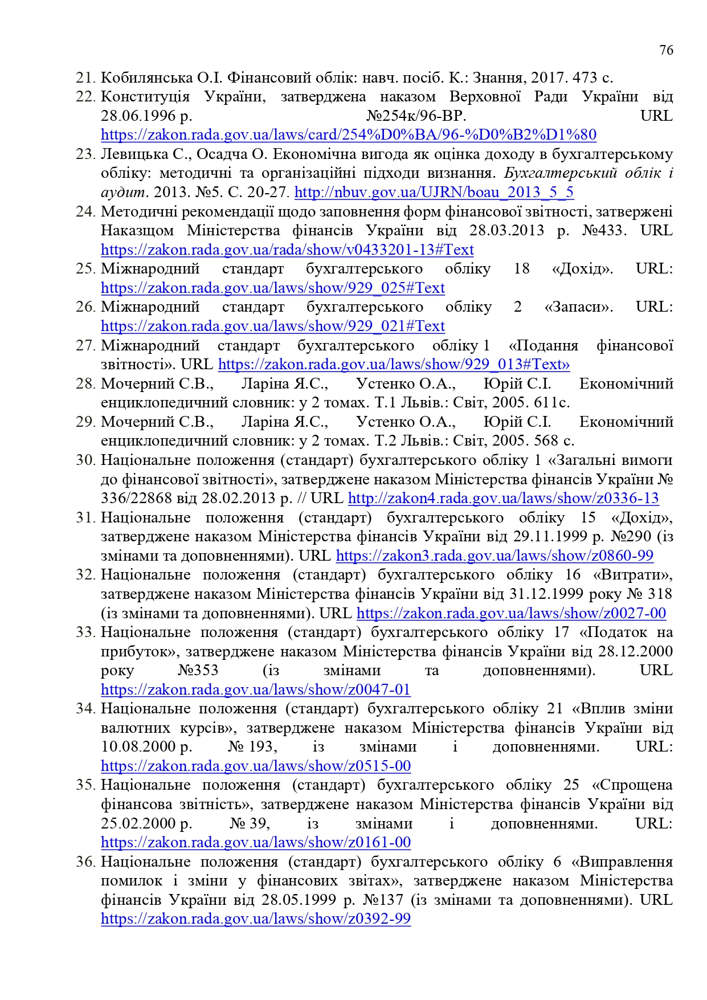 76
21. Кобилянська О.І. Фінансовий облік: навч. посіб. К.: Знання, 2017. 473 с.
22. Конституція України, затверджена наказом Верховної Ради України від
28.06.1996 р. №254к/96-ВР. URL
https://zakon.rada.gov.ua/laws/card/254%D0%BA/96-%D0%B2%D1%80
23. Левицька С., Осадча О. Економічна вигода як оцінка доходу в бухгалтерському
обліку: методичні та організаційні підходи визнання. Бухгалтерський облік і
аудит. 2013. №5. С. 20-27. http://nbuv.gov.ua/UJRN/boau_2013_5_5
24. Методичні рекомендації щодо заповнення форм фінансової звітності, затвержені
Наказщом Міністерства фінансів України від 28.03.2013 р. №433. URL
https://zakon.rada.gov.ua/rada/show/v0433201-13#Text
25. Міжнародний стандарт бухгалтерського обліку 18 «Дохід». URL:
https://zakon.rada.gov.ua/laws/show/929_025#Text
26. Міжнародний стандарт бухгалтерського обліку 2 «Запаси». URL:
https://zakon.rada.gov.ua/laws/show/929_021#Text
27. Міжнародний стандарт бухгалтерського обліку 1 «Подання фінансової
звітності». URL https://zakon.rada.gov.ua/laws/show/929_013#Text»
28. Мочерний С.В., Ларіна Я.С., Устенко О.А., Юрій С.І. Економічний
енциклопедичний словник: у 2 томах. Т.1 Львів.: Світ, 2005. 611с.
29. Мочерний С.В., Ларіна Я.С., Устенко О.А., Юрій С.І. Економічний
енциклопедичний словник: у 2 томах. Т.2 Львів.: Світ, 2005. 568 с.
30. Національне положення (стандарт) бухгалтерського обліку 1 «Загальні вимоги
до фінансової звітності», затверджене наказом Міністерства фінансів України №
336/22868 від 28.02.2013 р. // URL http://zakon4.rada.gov.ua/laws/show/z0336-13
31. Національне положення (стандарт) бухгалтерського обліку 15 «Дохід»,
затверджене наказом Міністерства фінансів України від 29.11.1999 р. №290 (із
змінами та доповненнями). URL https://zakon3.rada.gov.ua/laws/show/z0860-99
32. Національне положення (стандарт) бухгалтерського обліку 16 «Витрати»,
затверджене наказом Міністерства фінансів України від 31.12.1999 року № 318
(із змінами та доповненнями). URL https://zakon.rada.gov.ua/laws/show/z0027-00
33. Національне положення (стандарт) бухгалтерського обліку 17 «Податок на
прибуток», затверджене наказом Міністерства фінансів України від 28.12.2000
року №353 (із змінами та доповненнями). URL
https://zakon.rada.gov.ua/laws/show/z0047-01
34. Національне положення (стандарт) бухгалтерського обліку 21 «Вплив зміни
валютних курсів», затверджене наказом Міністерства фінансів України від
10.08.2000 р. № 193, із змінами і доповненнями. URL:
https://zakon.rada.gov.ua/laws/show/z0515-00
35. Національне положення (стандарт) бухгалтерського обліку 25 «Спрощена
фінансова звітність», затверджене наказом Міністерства фінансів України від
25.02.2000 р. № 39, із змінами і доповненнями. URL:
https://zakon.rada.gov.ua/laws/show/z0161-00
36. Національне положення (стандарт) бухгалтерського обліку 6 «Виправлення
помилок і зміни у фінансових звітах», затверджене наказом Міністерства
фінансів України від 28.05.1999 р. №137 (із змінами та доповненнями). URL
https://zakon.rada.gov.ua/laws/show/z0392-99